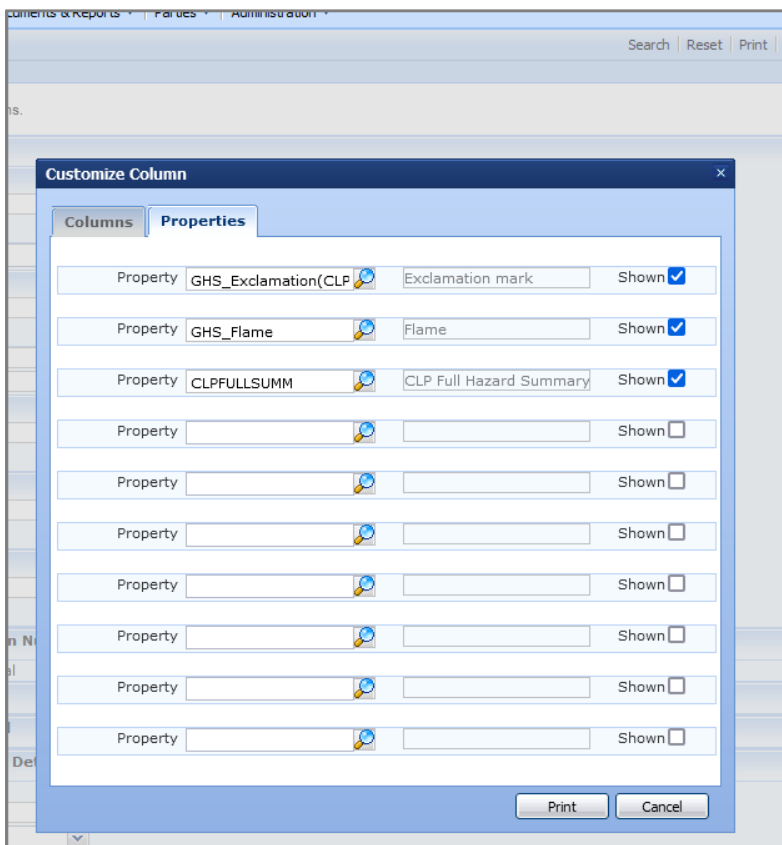 Parties Administration
Search Reset Print
ns.
Customize Column ×
Columns Properties
Property GHS_Exclamation(CLP Exclamation mark Shown
Property GHS_Flame Flame Shown
Property CLPFULLSUMM CLP Full Hazard Summary Shown
Property Shown
Property Shown
Property Shown
Property Shown
Property Shown
Property Shown
Property Shown
n N
al
Det
Print Cancel